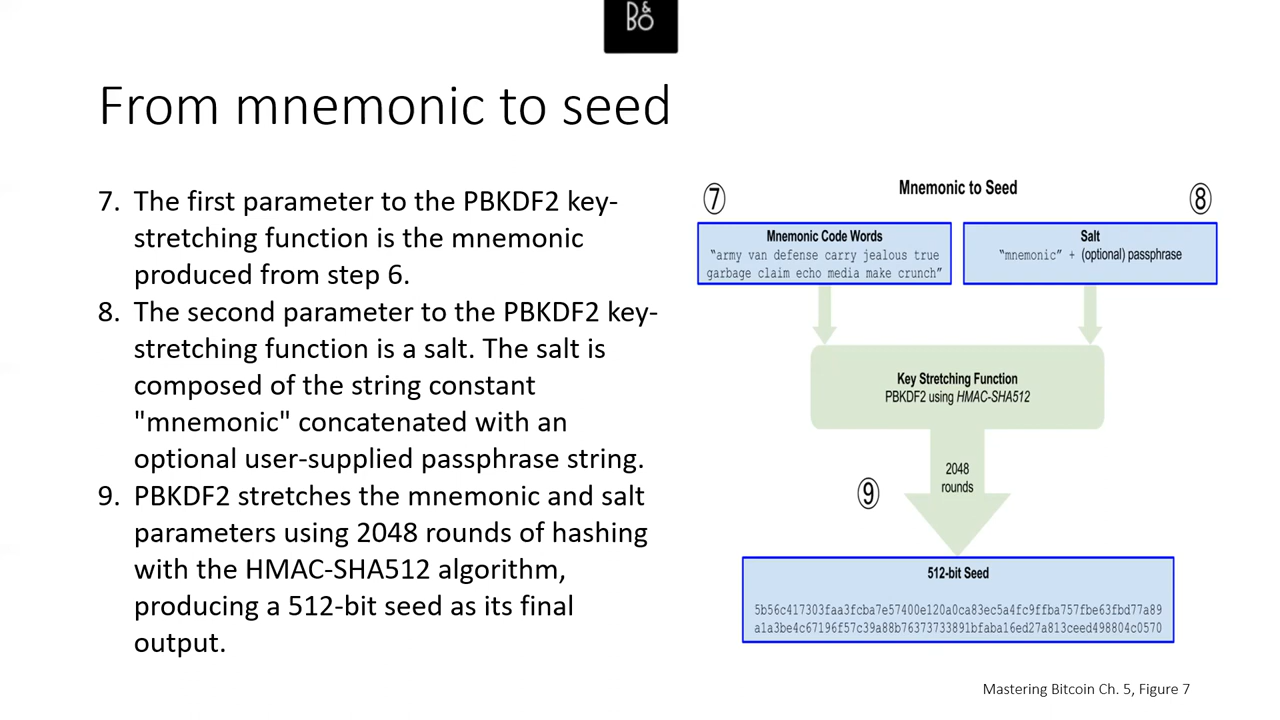 B&O
From mnemonic to seed
7. The first parameter to the PBKDF2 key-
stretching function is the mnemonic
produced from step 6.
8. The second parameter to the PBKDF2 key-
stretching function is a salt. The salt is
composed of the string constant
"mnemonic" concatenated with an
optional user-supplied passphrase string.
9. PBKDF2 stretches the mnemonic and salt
parameters using 2048 rounds of hashing
with the HMAC-SHA512 algorithm,
producing a 512-bit seed as its final
output.
Mnemonic to Seed
⑦
⑧
Mnemonic Code Words
“army van defense carry jealous true
garbage claim echo media make crunch”
Salt
“mnemonic” + (optional) passphrase
Key Stretching Function
PBKDF2 using HMAC-SHA512
2048
rounds
⑨
512-bit Seed
5b56c417303faa3fcba7e57400e120a0ca83ec5a4fc9ffba757fbe63fbd77a89
a1a3be4c67196f57c39a88b76373733891bfaba16ed27a813ceed498804c0570
Mastering Bitcoin Ch. 5, Figure 7